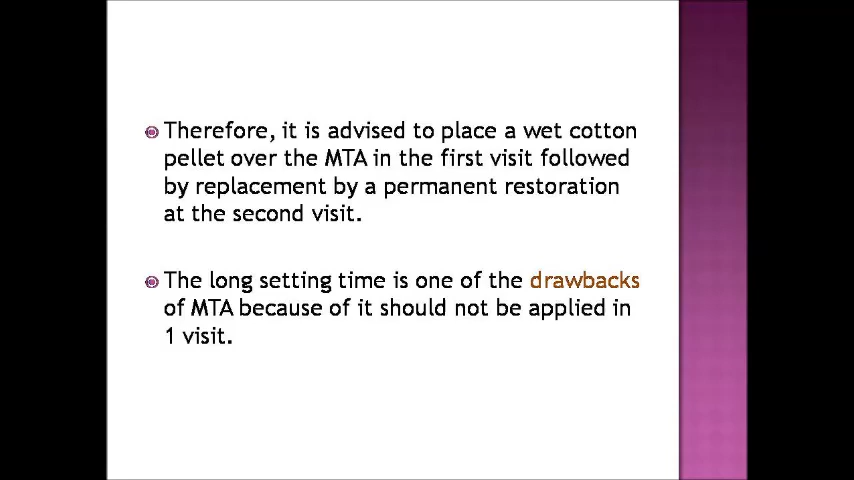 Therefore, it is advised to place a wet cotton
pellet over the MTA in the first visit followed
by replacement by a permanent restoration
at the second visit.
The long setting time is one of the drawbacks
of MTA because of it should not be applied in
1 visit.